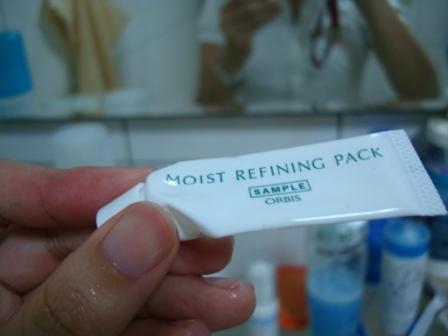 MOIST REFINING PACK
SAMPLE
ORBIS